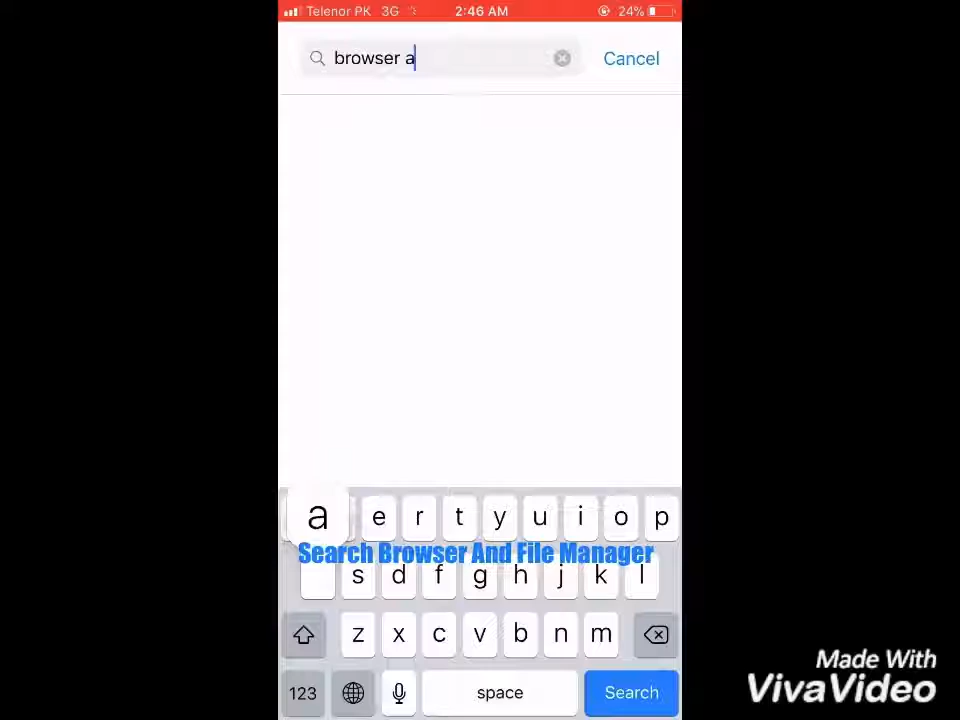 Telenor PK 3G 2:46 AM 24%
browser a Cancel
a e r t y u i o p
Search Browser And File Manager
s d f g h j k l
z x c v b n m
123 space Search
Made With
VivaVideo